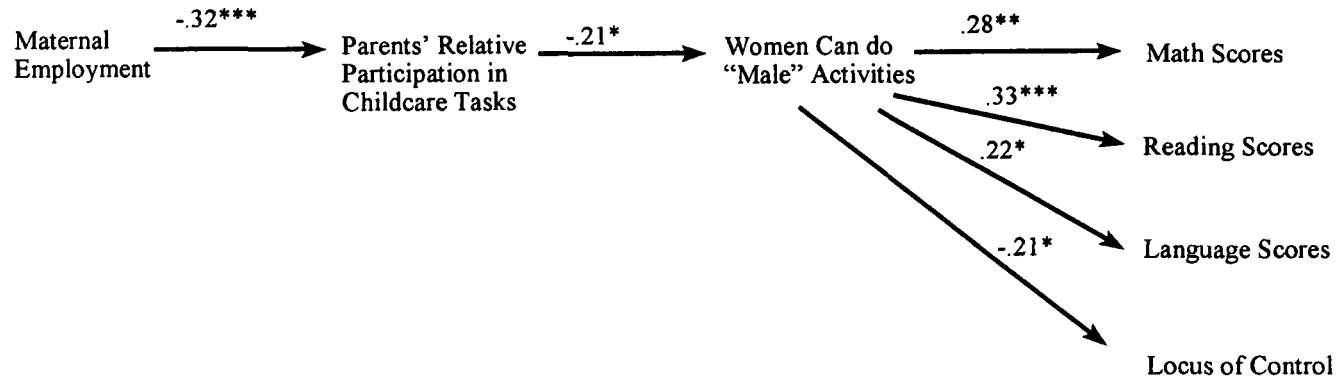 -.32***
Maternal
Employment
Parents' Relative
Participation in
Childcare Tasks
-.21*
Women Can do
"Male" Activities
.28**
Math Scores
.33***
Reading Scores
.22*
Language Scores
-.21*
Locus of Control